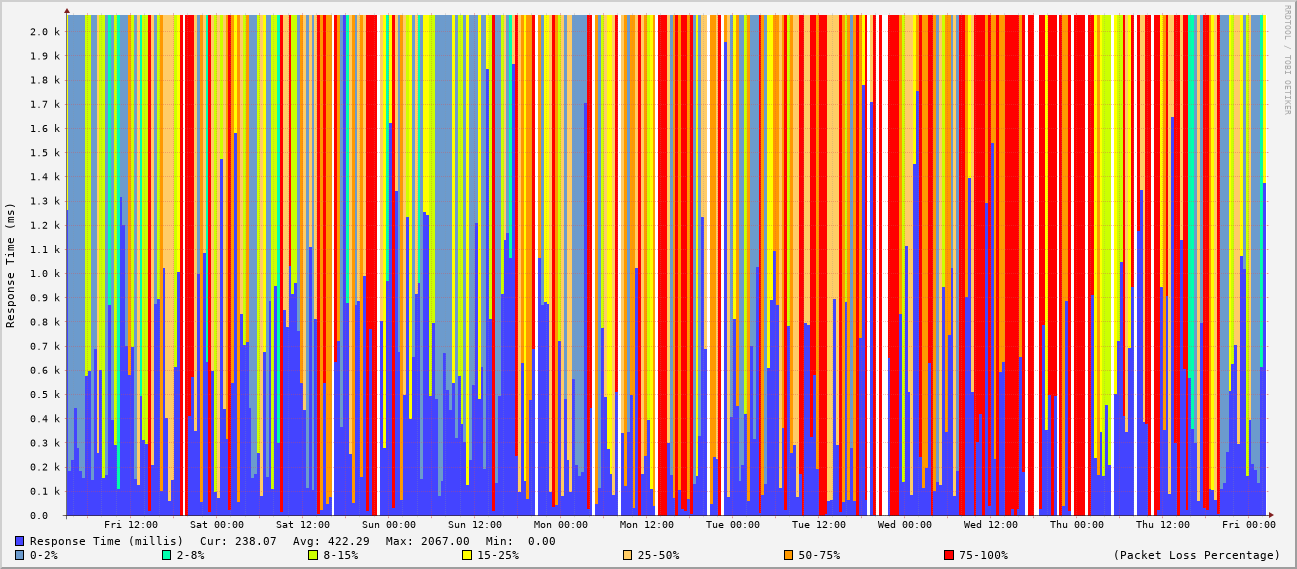 RRDTOOL / TOBI OETIKER
Response Time (ms)
2.0 k
1.9 k
1.8 k
1.7 k
1.6 k
1.5 k
1.4 k
1.3 k
1.2 k
1.1 k
1.0 k
0.9 k
0.8 k
0.7 k
0.6 k
0.5 k
0.4 k
0.3 k
0.2 k
0.1 k
0.0
Fri 12:00 Sat 00:00 Sat 12:00 Sun 00:00 Sun 12:00 Mon 00:00 Mon 12:00 Tue 00:00 Tue 12:00 Wed 00:00 Wed 12:00 Thu 00:00 Thu 12:00 Fri 00:00
Response Time (millis) Cur: 238.07 Avg: 422.29 Max: 2067.00 Min: 0.00
0-2% 2-8% 8-15% 15-25% 25-50% 50-75% 75-100% (Packet Loss Percentage)